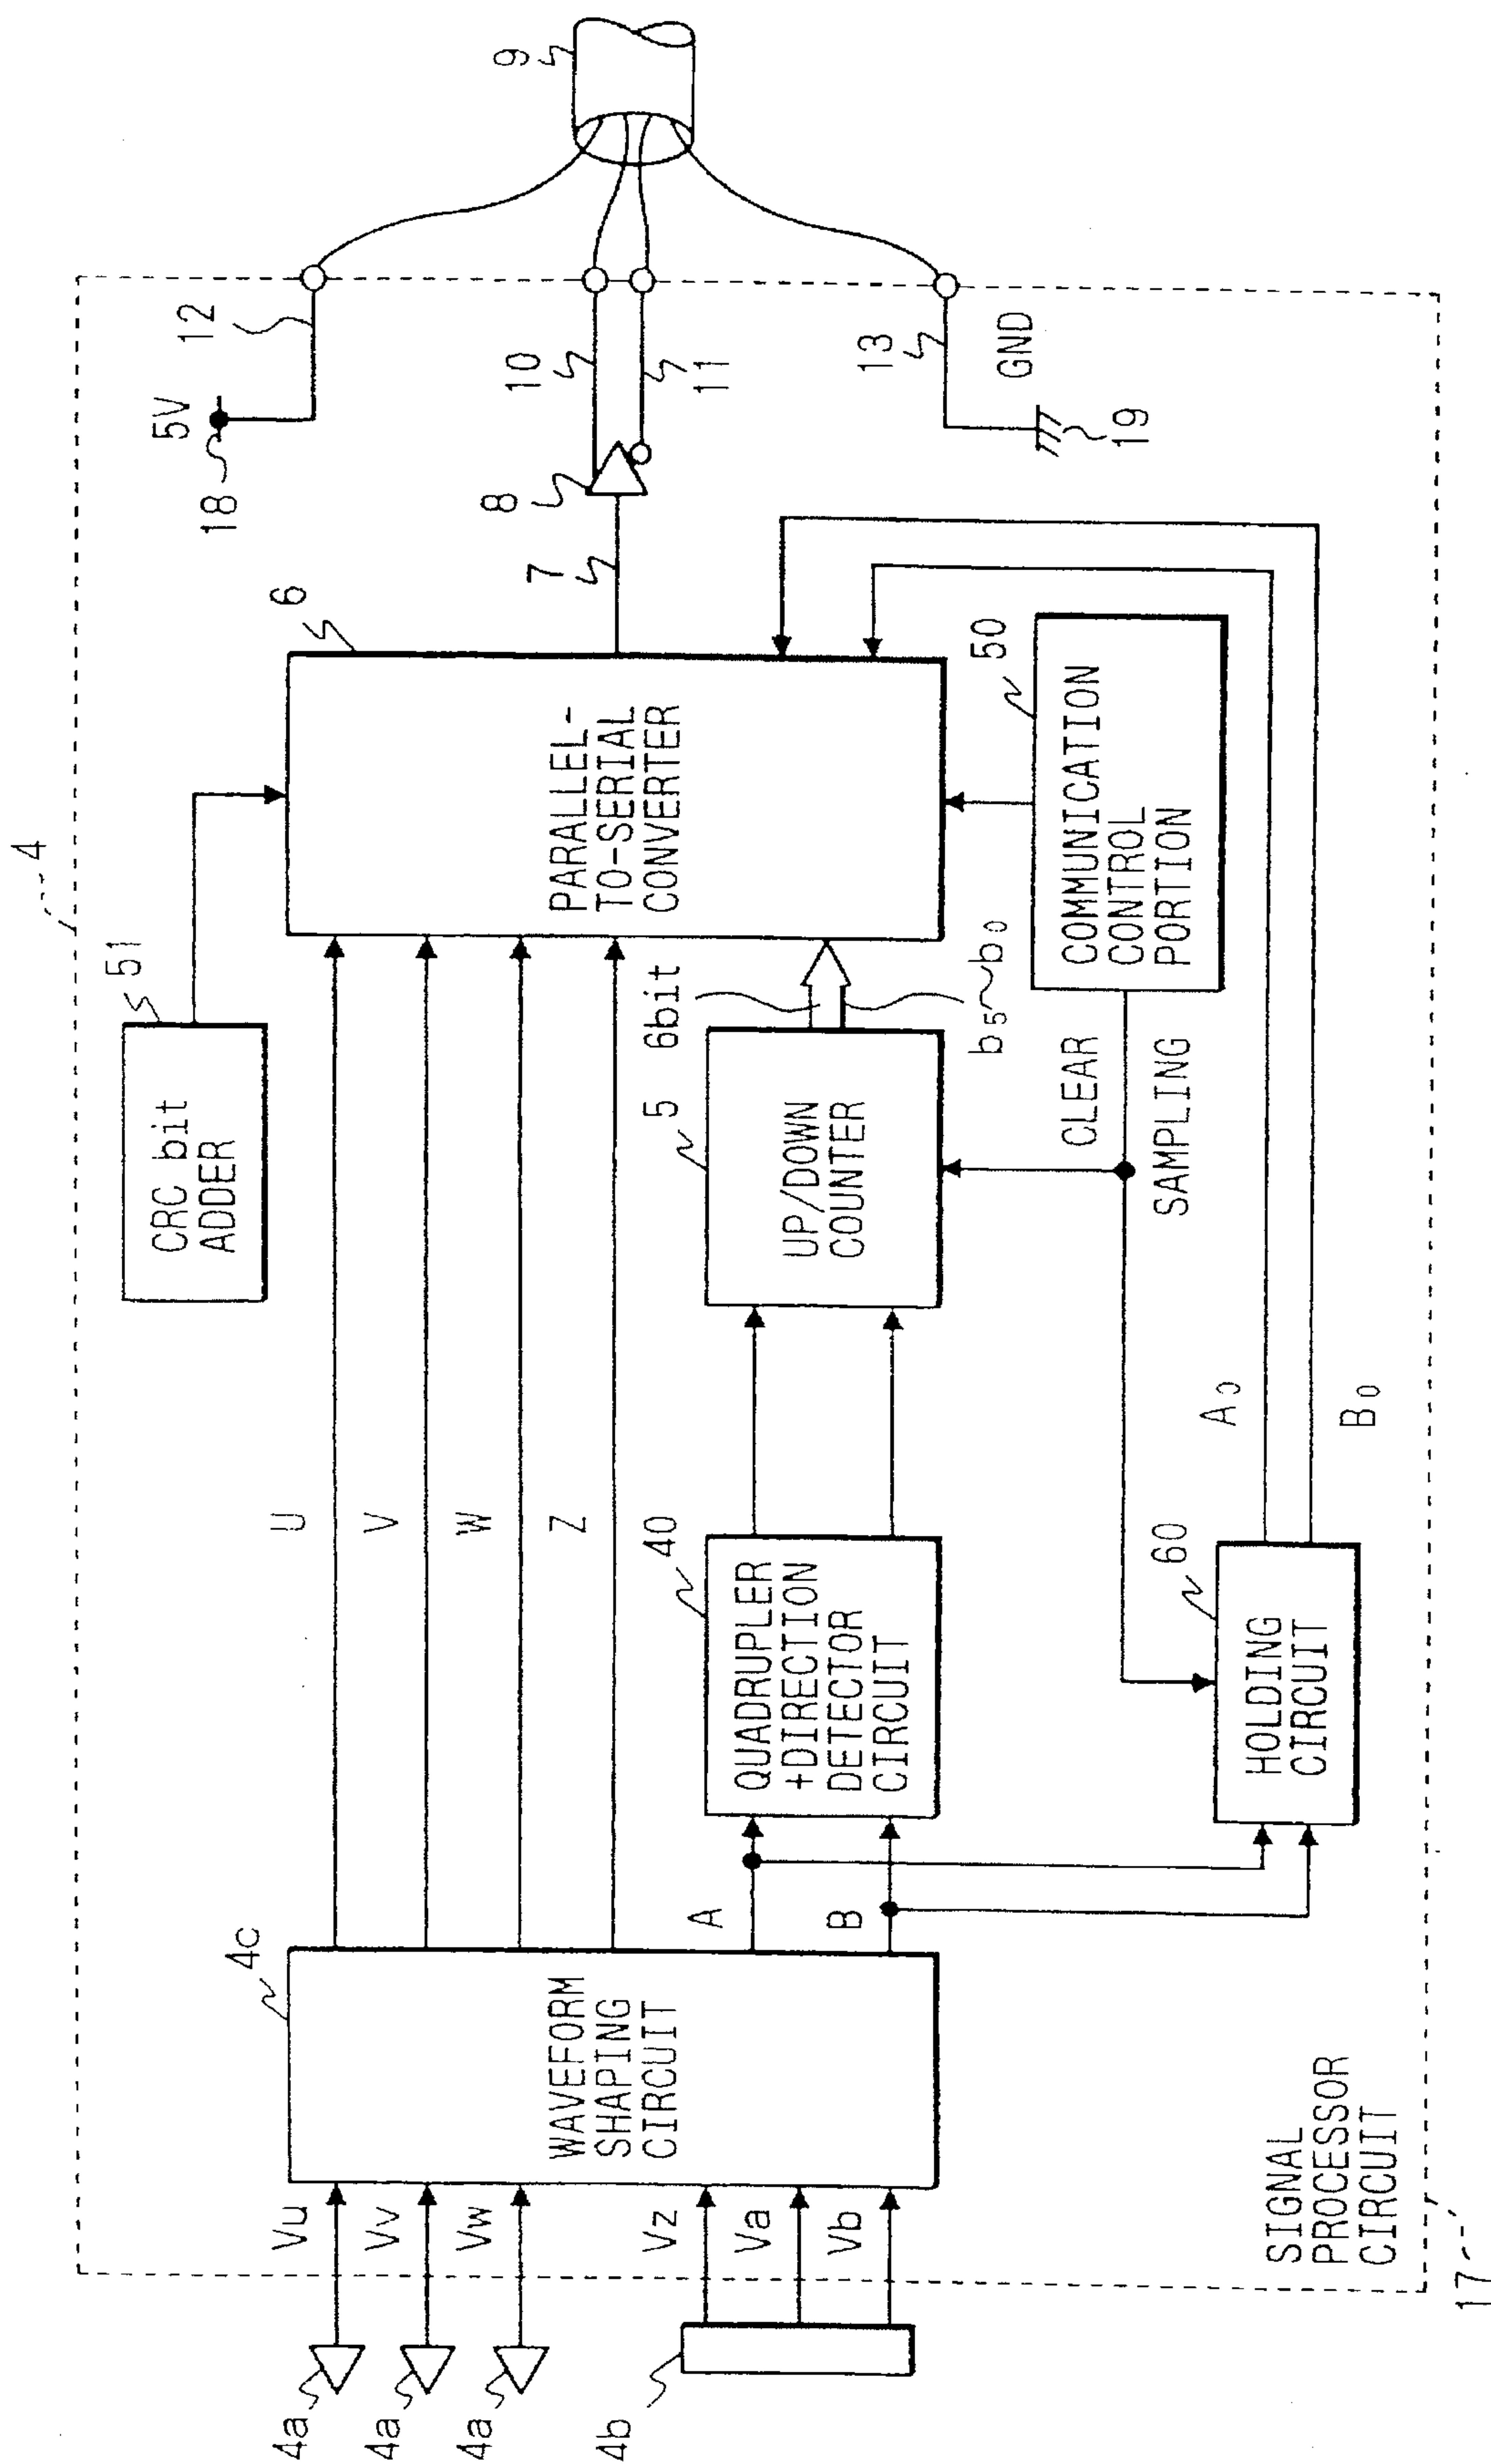 4
17
SIGNAL
PROCESSOR
CIRCUIT
4a
4a
4a
4b
Vu
Vv
Vw
Vz
Va
Vb
4c
WAVEFORM
SHAPING
CIRCUIT
U
V
W
Z
A
B
40
QUADRUPLER
+DIRECTION
DETECTOR
CIRCUIT
60
HOLDING
CIRCUIT
A0
B0
51
CRC bit
ADDER
5
UP/DOWN
COUNTER
6bit
b5~b0
CLEAR
SAMPLING
6
PARALLEL-
TO-SERIAL
CONVERTER
50
COMMUNICATION
CONTROL
PORTION
7
8
5V
18
12
10
11
13
GND
19
9